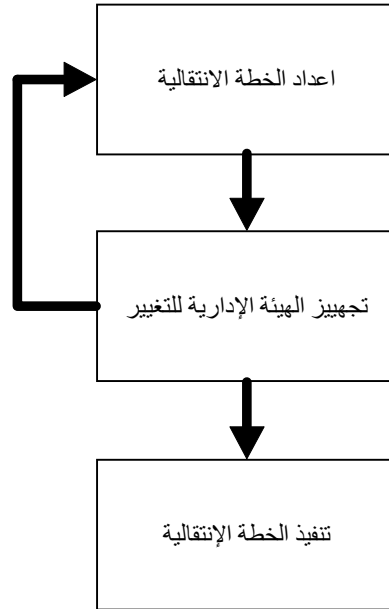 اعداد الخطة الانتقالية
تجهييز الهيئة الإدارية للتغيير
تنفيذ الخطة الإنتقالية